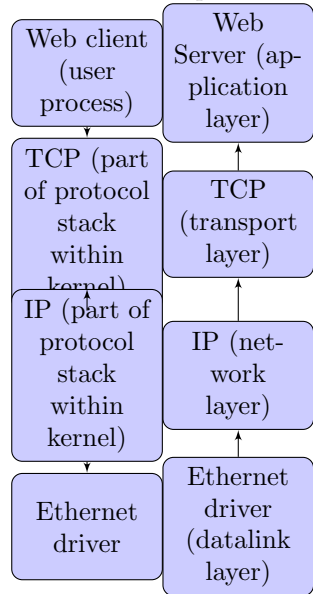 Web client
(user
process)
TCP (part
of protocol
stack
within
kernel)
IP (part of
protocol
stack
within
kernel)
Ethernet
driver
Web
Server (ap-
plication
layer)
TCP
(transport
layer)
IP (net-
work
layer)
Ethernet
driver
(datalink
layer)